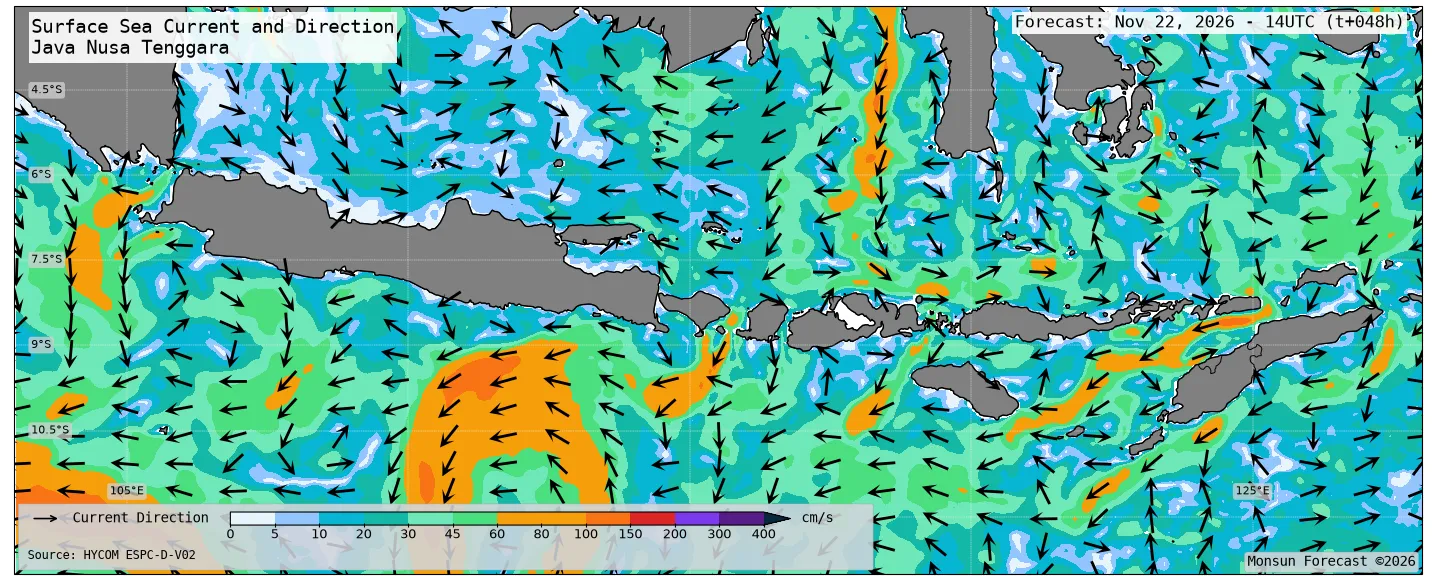 Surface Sea Current and Direction
Java Nusa Tenggara
Forecast: Nov 22, 2026 - 14UTC (t+048h)
4.5°S
6°S
7.5°S
9°S
10.5°S
105°E
125°E
Current Direction
0 5 10 20 30 45 60 80 100 150 200 300 400
cm/s
Source: HYCOM ESPC-D-V02
Monsun Forecast ©2026